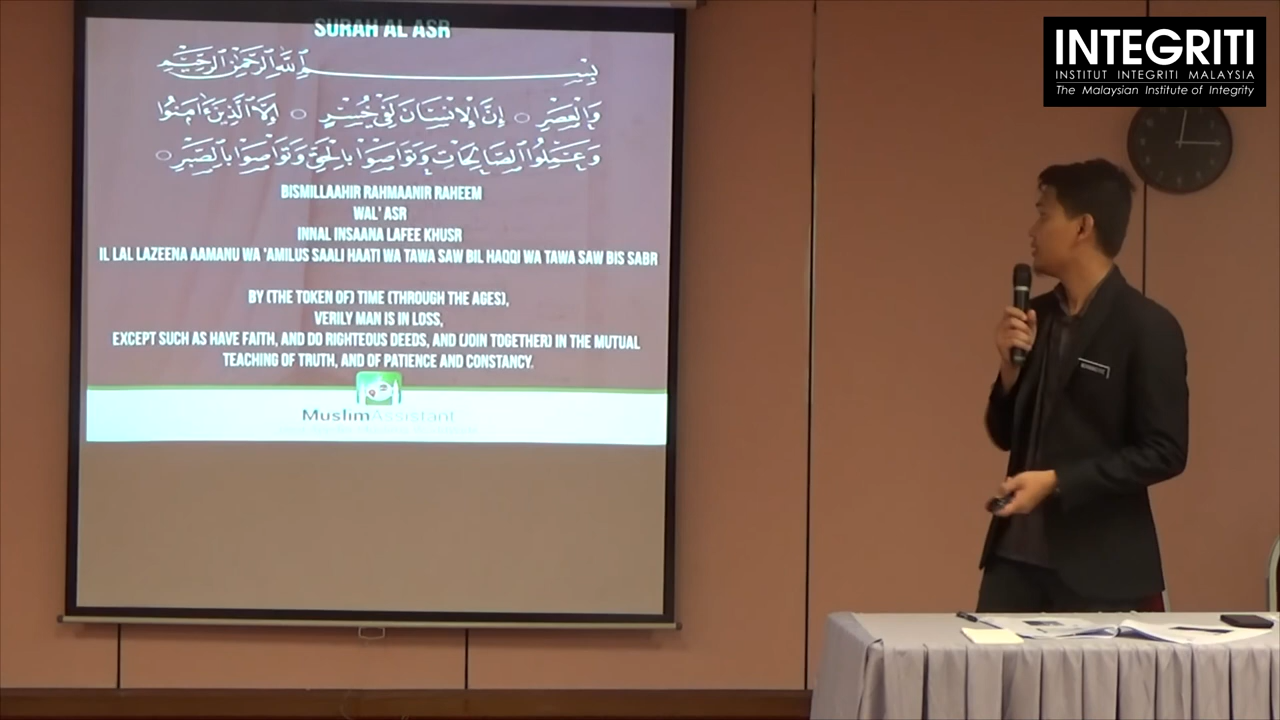 SURAH AL ASR
بِسْمِ اللَّهِ الرَّحْمَٰنِ الرَّحِيمِ
وَالْعَصْرِ ۝ إِنَّ الْإِنْسَانَ لَفِي خُسْرٍ ۝ إِلَّا الَّذِينَ ءَامَنُوا
وَعَمِلُوا الصَّالِحَاتِ وَتَوَاصَوْا بِالْحَقِّ وَتَوَاصَوْا بِالصَّبْرِ ۝
BISMILLAAHIR RAHMAANIR RAHEEM
WAL' ASR
INNAL INSAANA LAFEE KHUSR
IL LAL LAZEENA AAMANU WA 'AMILUS SAALI HAATI WA TAWA SAW BIL HAQQI WA TAWA SAW BIS SABR
BY (THE TOKEN OF) TIME (THROUGH THE AGES),
VERILY MAN IS IN LOSS,
EXCEPT SUCH AS HAVE FAITH, AND DO RIGHTEOUS DEEDS, AND (JOIN TOGETHER) IN THE MUTUAL
TEACHING OF TRUTH, AND OF PATIENCE AND CONSTANCY.
MuslimAssistant
INTEGRITI
INSTITUT INTEGRITI MALAYSIA
The Malaysian Institute of Integrity